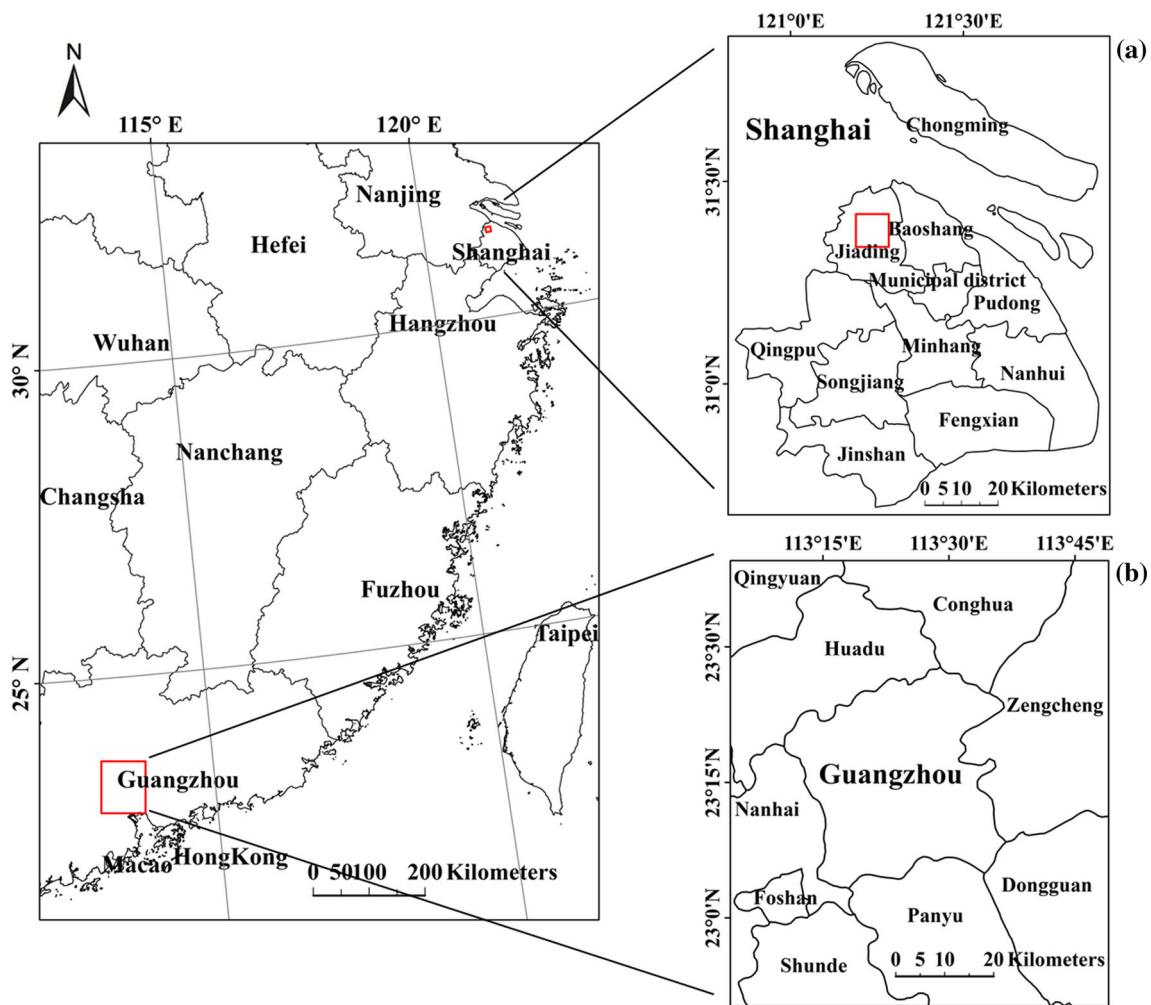 N
115° E
120° E
30° N
25° N
Nanjing
Hefei
Shanghai
Hangzhou
Wuhan
Nanchang
Changsha
Fuzhou
Taipei
Guangzhou
Macao
HongKong
0 50100 200 Kilometers
(a)
121°0'E
121°30'E
31°30'N
31°0'N
Shanghai
Chongming
Baoshang
Jiading
Municipal district
Pudong
Qingpu
Minhang
Songjiang
Nanhui
Fengxian
Jinshan
0 510 20 Kilometers
(b)
113°15'E
113°30'E
113°45'E
23°30'N
23°15'N
23°0'N
Qingyuan
Conghua
Huadu
Zengcheng
Guangzhou
Nanhai
Dongguan
Foshan
Panyu
Shunde
0 5 10 20 Kilometers